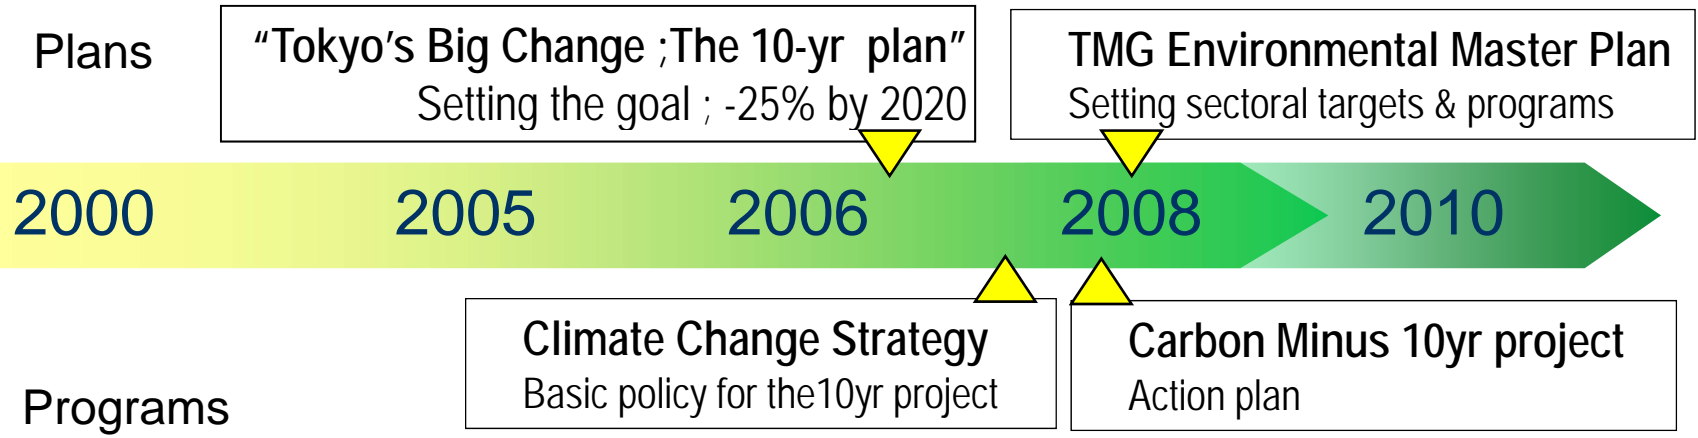 Plans
“Tokyo’s Big Change ;The 10-yr plan”
Setting the goal ; -25% by 2020
TMG Environmental Master Plan
Setting sectoral targets & programs
2000 2005 2006 2008 2010
Climate Change Strategy
Basic policy for the10yr project
Carbon Minus 10yr project
Action plan
Programs